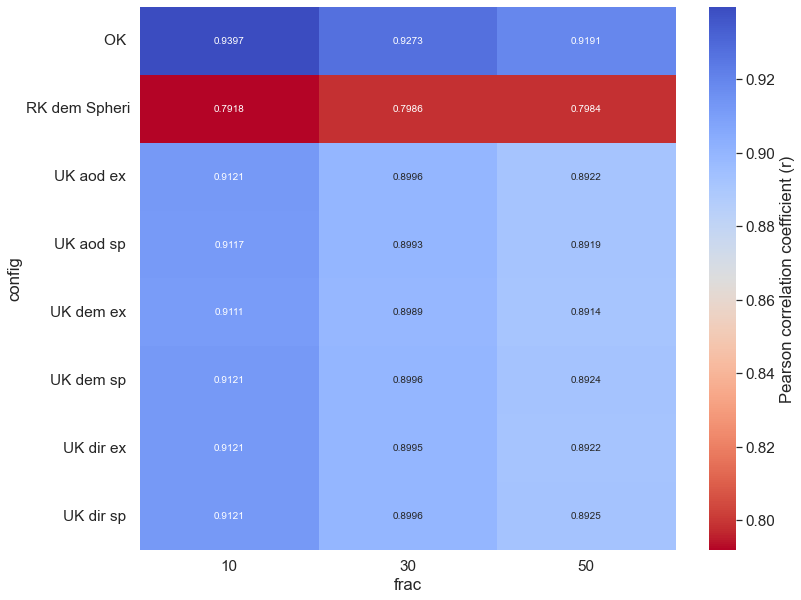 OK 0.9397 0.9273 0.9191
RK dem Spheri 0.7918 0.7986 0.7984
UK aod ex 0.9121 0.8996 0.8922
UK aod sp 0.9117 0.8993 0.8919
UK dem ex 0.9111 0.8989 0.8914
UK dem sp 0.9121 0.8996 0.8924
UK dir ex 0.9121 0.8995 0.8922
UK dir sp 0.9121 0.8996 0.8925
10 30 50
frac
config
0.92
0.90
0.88
0.86
0.84
0.82
0.80
Pearson correlation coefficient (r)